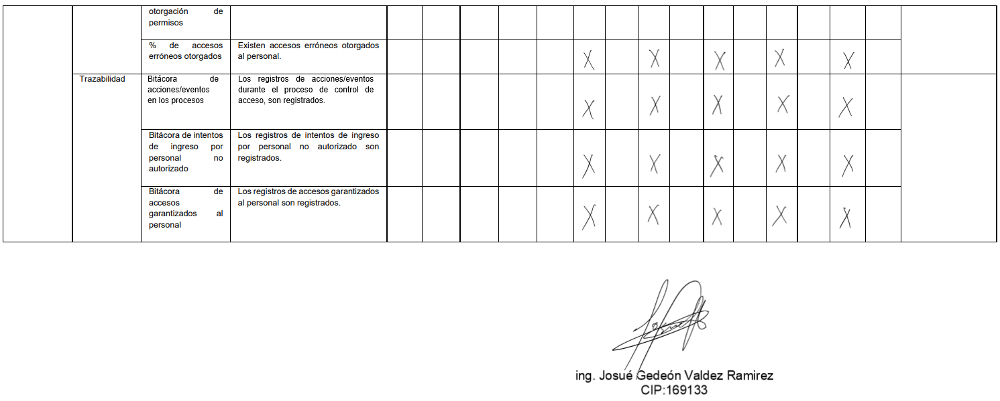 otorgación de
permisos
% de accesos
erróneos otorgados
Existen accesos erróneos otorgados
al personal.
X X X X X
Trazabilidad
Bitácora de
acciones/eventos
en los procesos
Los registros de acciones/eventos
durante el proceso de control de
acceso, son registrados.
X X X X X
Bitácora de intentos
de ingreso por
personal no
autorizado
Los registros de intentos de ingreso
por personal no autorizado son
registrados.
X X X X X
Bitácora de
accesos
garantizados al
personal
Los registros de accesos garantizados
al personal son registrados.
X X X X X
ing. Josué Gedeón Valdez Ramirez
CIP:169133